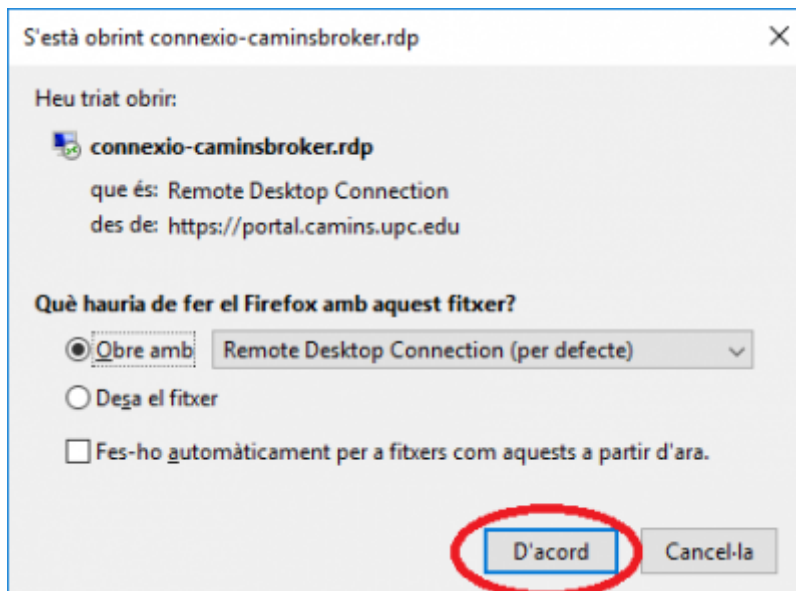 S'està obrint connexio-caminsbroker.rdp
Heu triat obrir:
connexio-caminsbroker.rdp
que és: Remote Desktop Connection
des de: https://portal.camins.upc.edu
Què hauria de fer el Firefox amb aquest fitxer?
Obre amb Remote Desktop Connection (per defecte)
Desa el fitxer
Fes-ho automàticament per a fitxers com aquests a partir d'ara.
D'acord Cancel·la